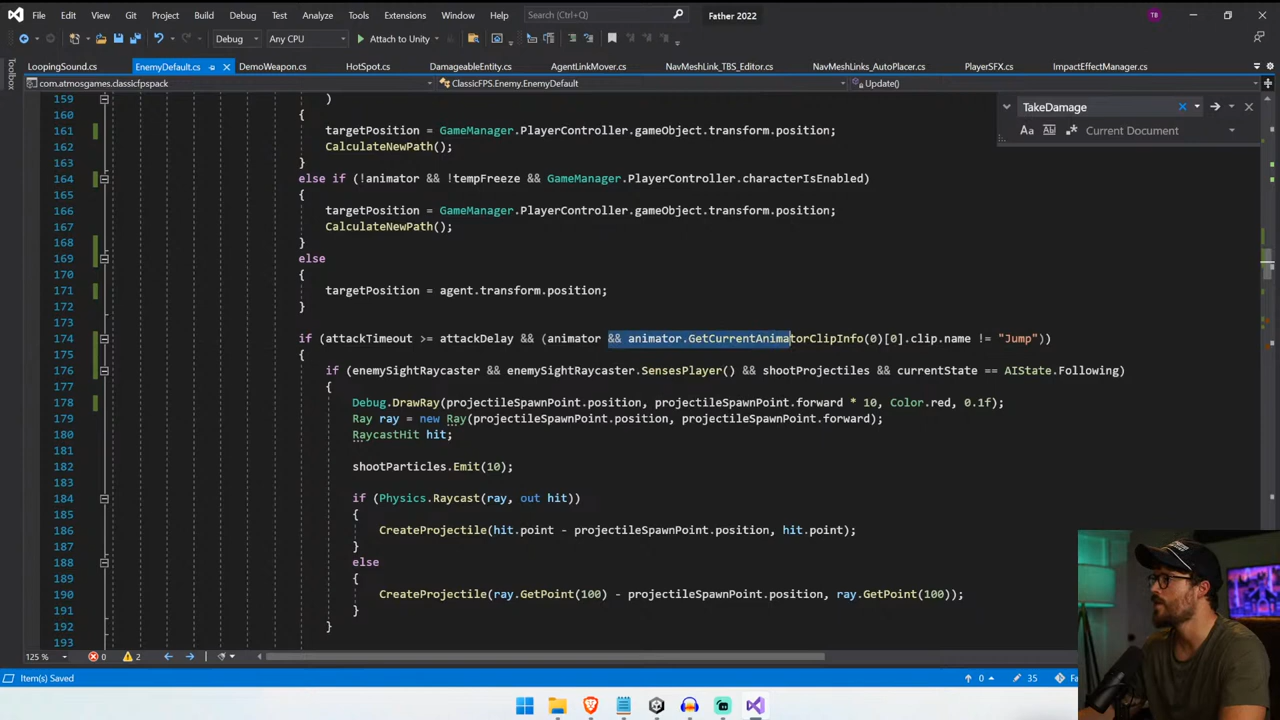 File Edit View Git Project Build Debug Test Analyze Tools Extensions Window Help Search (Ctrl+Q) Father 2022 TB
Debug Any CPU Attach to Unity
LoopingSound.cs EnemyDefault.cs DemoWeapon.cs HotSpot.cs DamageableEntity.cs AgentLinkMover.cs NavMeshLink_TBS_Editor.cs NavMeshLinks_AutoPlacer.cs PlayerSFX.cs ImpactEffectManager.cs
Toolbox
com.atmosgames.classicfpspack ClassicFPS.Enemy.EnemyDefault Update()
TakeDamage
Aa Current Document
159 )
160 {
161 targetPosition = GameManager.PlayerController.gameObject.transform.position;
162 CalculateNewPath();
163 }
164 else if (!animator && !tempFreeze && GameManager.PlayerController.characterIsEnabled)
165 {
166 targetPosition = GameManager.PlayerController.gameObject.transform.position;
167 CalculateNewPath();
168 }
169 else
170 {
171 targetPosition = agent.transform.position;
172 }
173
174 if (attackTimeout >= attackDelay && (animator && animator.GetCurrentAnimatorClipInfo(0)[0].clip.name != "Jump"))
175 {
176 if (enemySightRaycaster && enemySightRaycaster.SensesPlayer() && shootProjectiles && currentState == AIState.Following)
177 {
178 Debug.DrawRay(projectileSpawnPoint.position, projectileSpawnPoint.forward * 10, Color.red, 0.1f);
179 Ray ray = new Ray(projectileSpawnPoint.position, projectileSpawnPoint.forward);
180 RaycastHit hit;
181
182 shootParticles.Emit(10);
183
184 if (Physics.Raycast(ray, out hit))
185 {
186 CreateProjectile(hit.point - projectileSpawnPoint.position, hit.point);
187 }
188 else
189 {
190 CreateProjectile(ray.GetPoint(100) - projectileSpawnPoint.position, ray.GetPoint(100));
191 }
192 }
193
125 % 0 2
Item(s) Saved 0 35